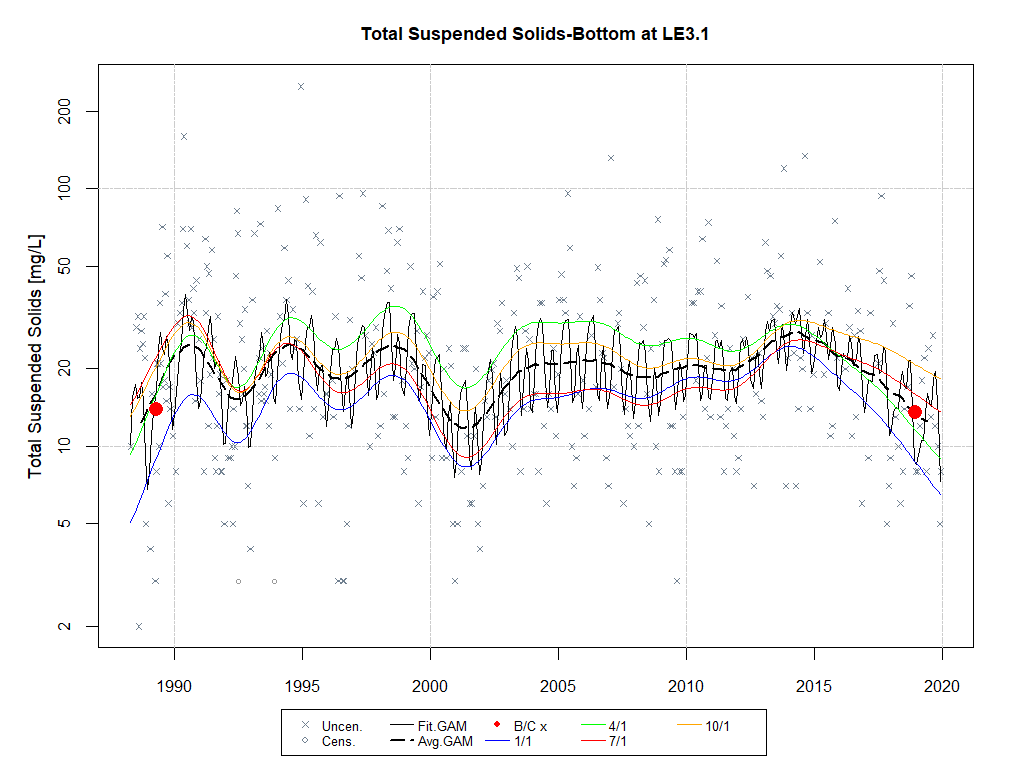 Total Suspended Solids-Bottom at LE3.1
Total Suspended Solids [mg/L]
200
100
50
20
10
5
2
1990 1995 2000 2005 2010 2015 2020
Uncen. Fit.GAM B/C x 4/1 10/1
Cens. Avg.GAM 1/1 7/1